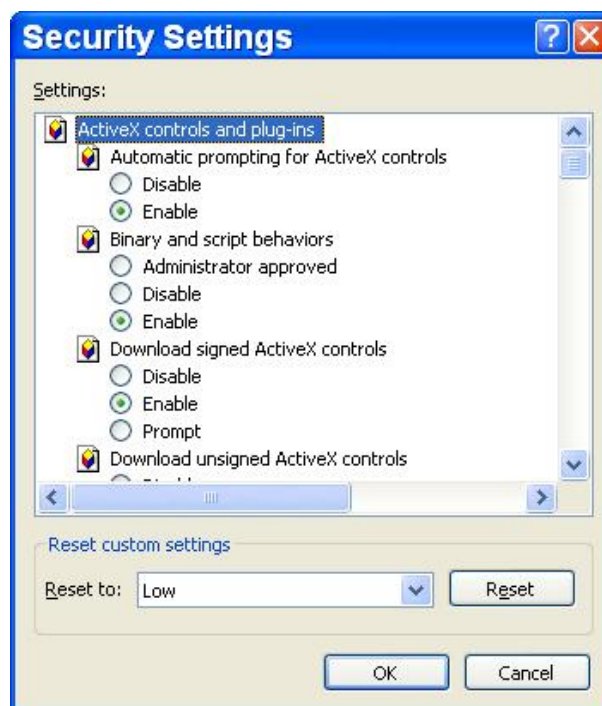 Security Settings
Settings:
ActiveX controls and plug-ins
Automatic prompting for ActiveX controls
Disable
Enable
Binary and script behaviors
Administrator approved
Disable
Enable
Download signed ActiveX controls
Disable
Enable
Prompt
Download unsigned ActiveX controls
Reset custom settings
Reset to: Low Reset
OK Cancel